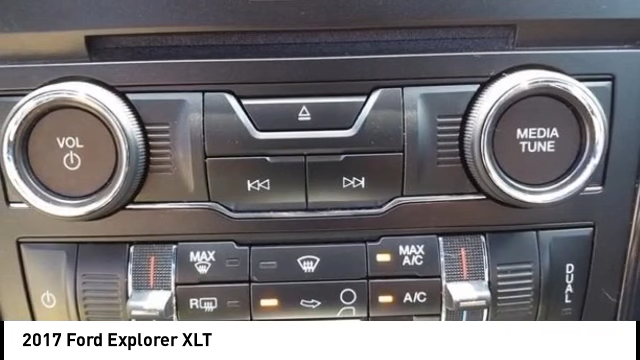 VOL
MEDIA
TUNE
MAX
MAX
A/C
R
A/C
DUAL
2017 Ford Explorer XLT